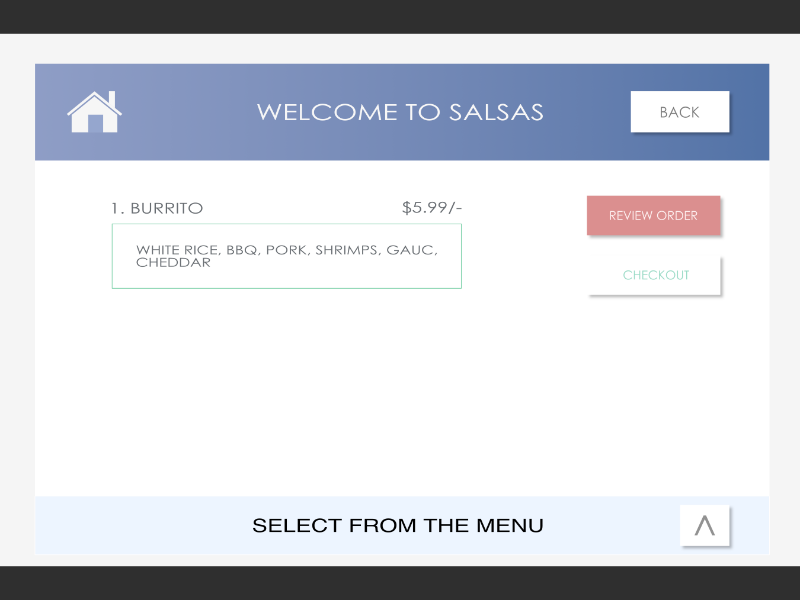 WELCOME TO SALSAS
BACK
1. BURRITO
$5.99/-
REVIEW ORDER
WHITE RICE, BBQ, PORK, SHRIMPS, GAUC,
CHEDDAR
CHECKOUT
SELECT FROM THE MENU